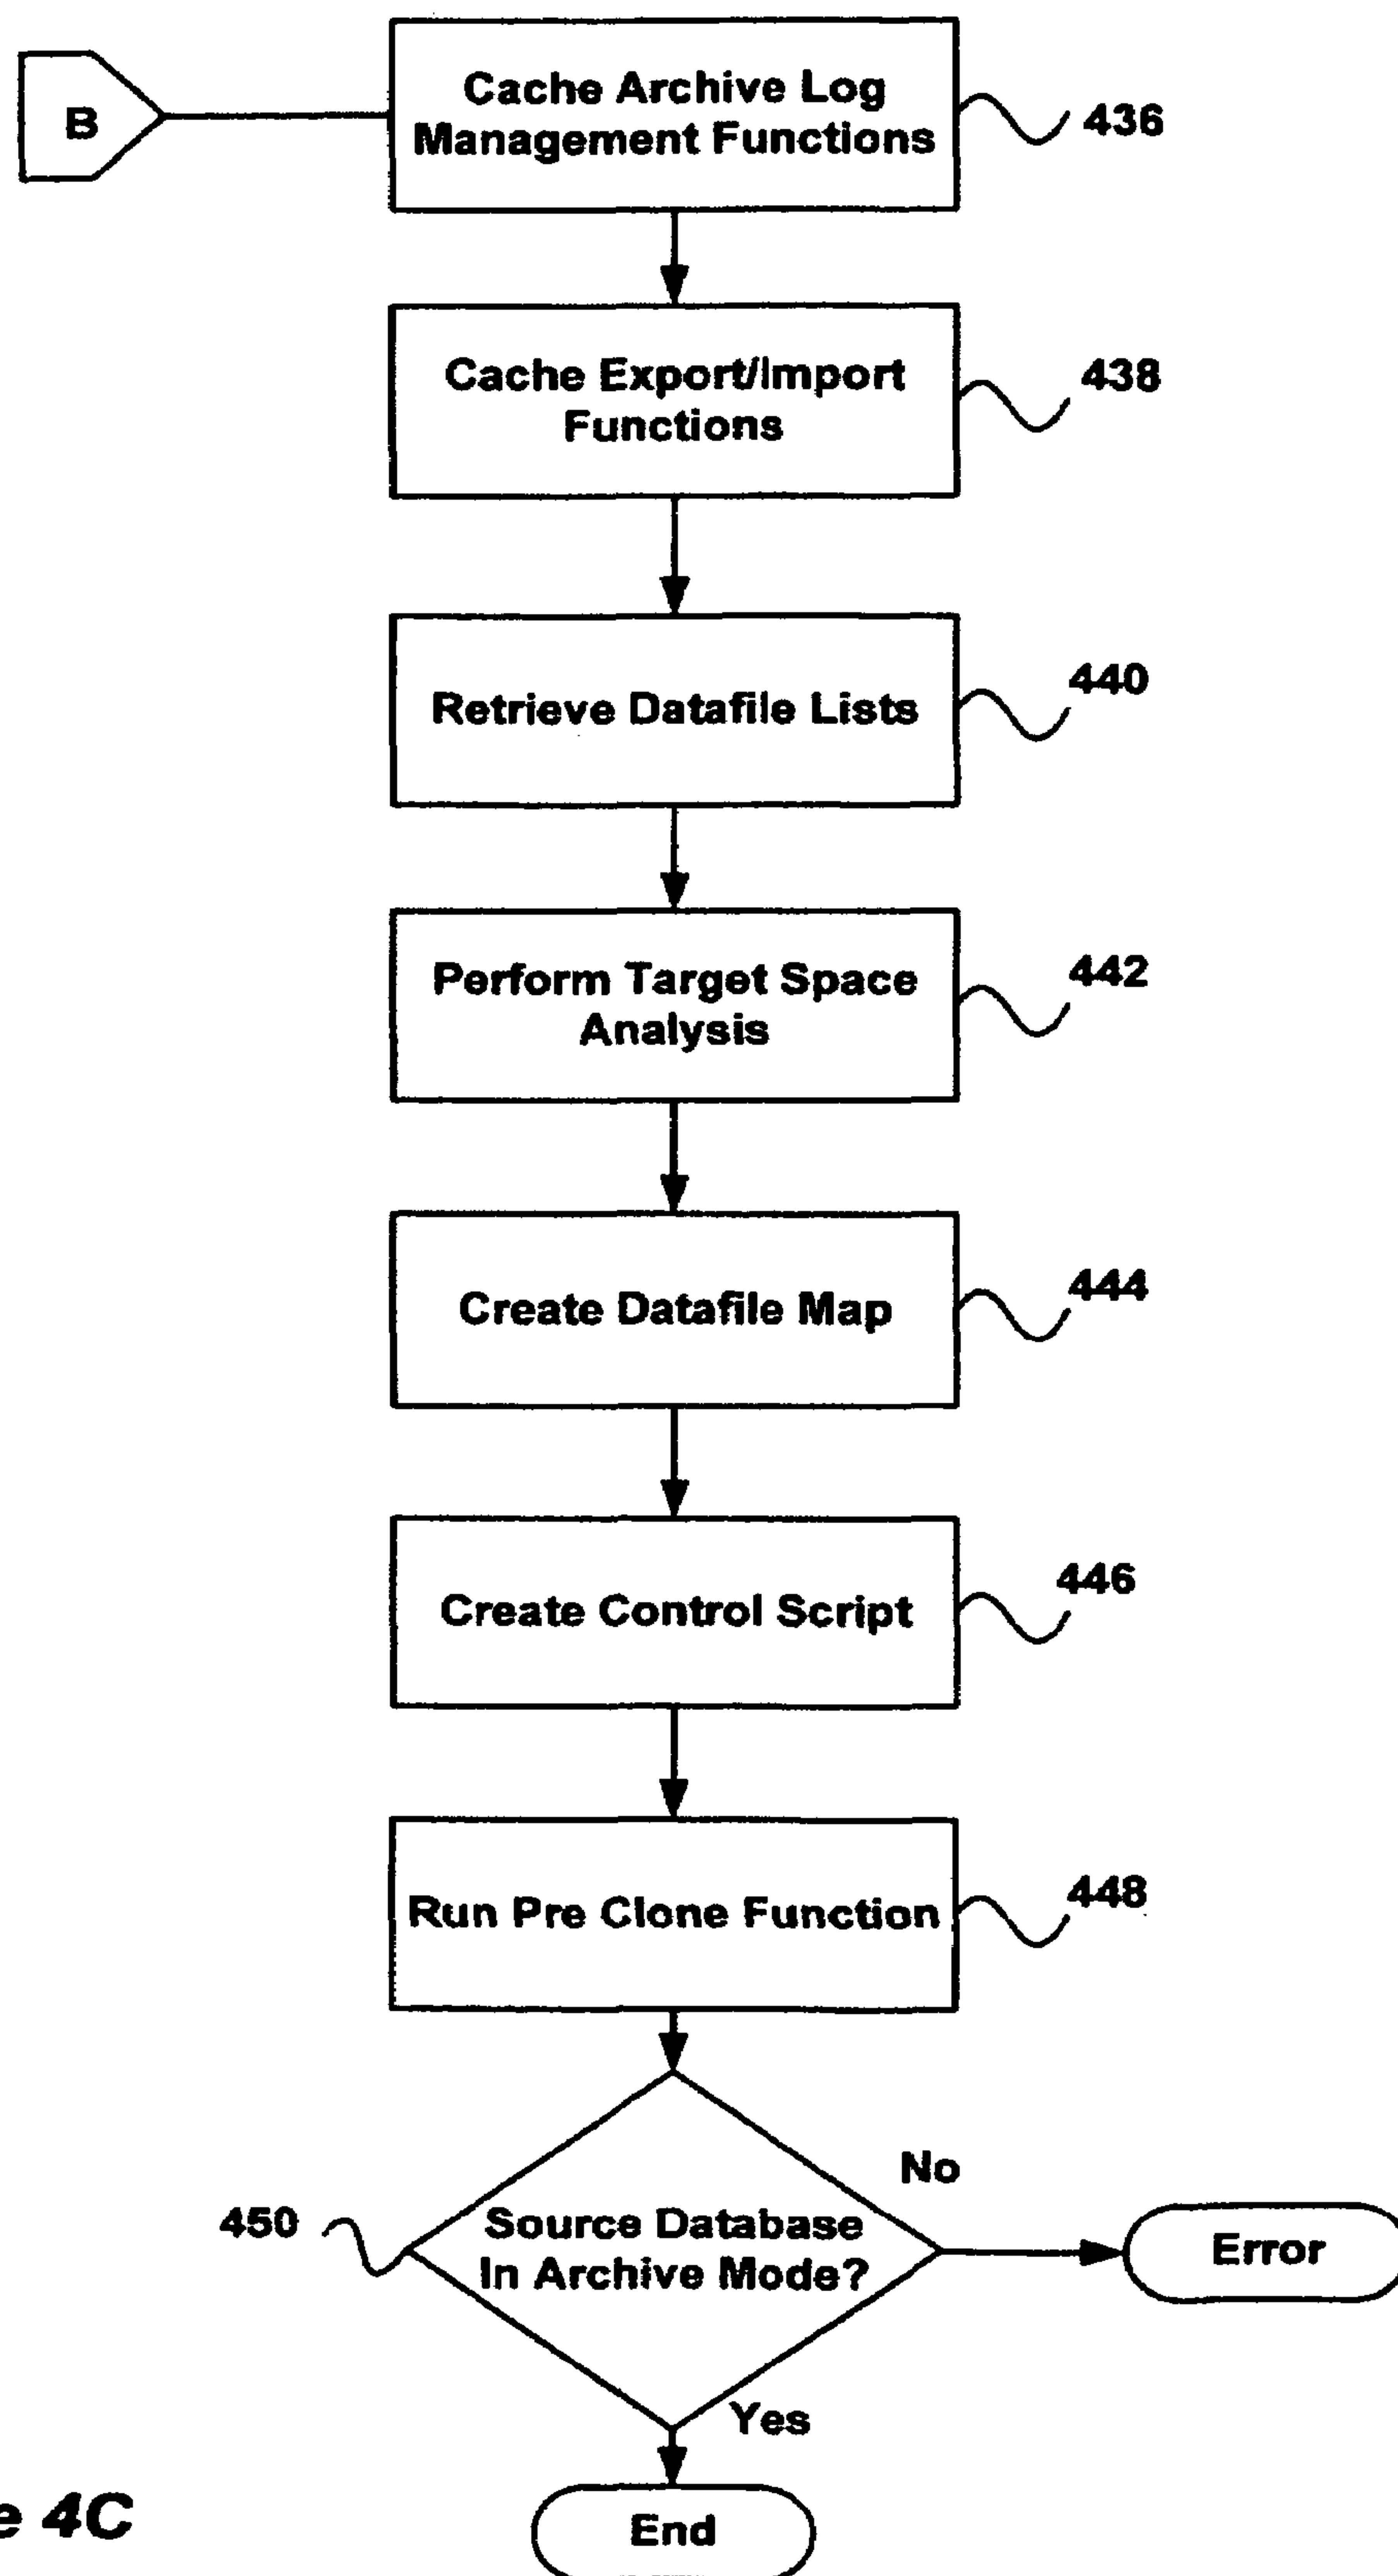 B
Cache Archive Log
Management Functions
436
Cache Export/Import
Functions
438
Retrieve Datafile Lists
440
Perform Target Space
Analysis
442
Create Datafile Map
444
Create Control Script
446
Run Pre Clone Function
448
450
Source Database
In Archive Mode?
No
Error
Yes
End
e 4C